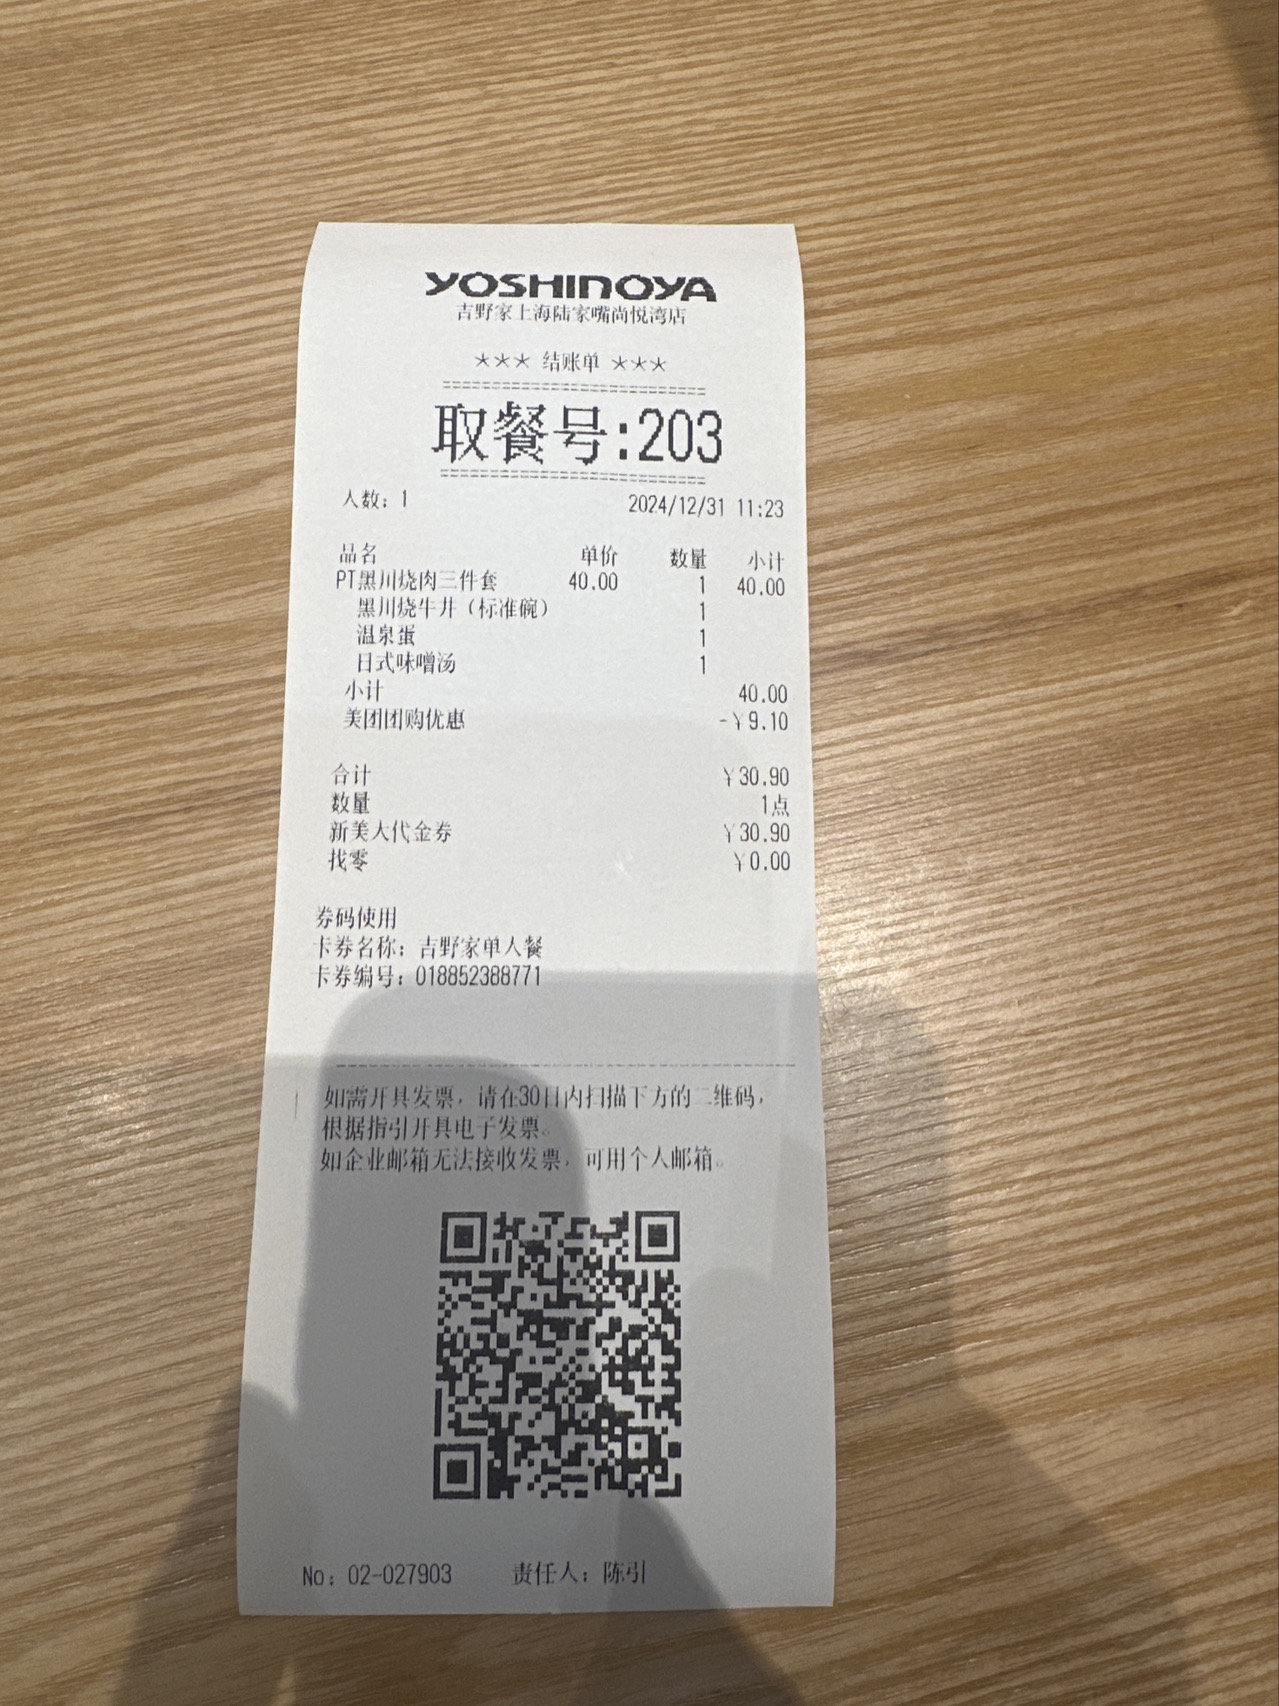 YOSHINOYA
吉野家上海陆家嘴尚悦湾店
*** 结账单 ***
取餐号:203
人数: 1 2024/12/31 11:23
品名 单价 数量 小计
PT黑川烧肉三件套 40.00 1 40.00
黑川烧牛井（标准碗） 1
温泉蛋 1
日式味噌汤 1
小计 40.00
美团团购优惠 -¥9.10
合计 ¥30.90
数量 1点
新美大代金券 ¥30.90
找零 ¥0.00
券码使用
卡券名称: 吉野家单人餐
卡券编号: 018852388771
如需开具发票，请在30日内扫描下方的二维码，
根据指引开具电子发票。
如企业邮箱无法接收发票，可用个人邮箱。
No: 02-027903 责任人: 陈引